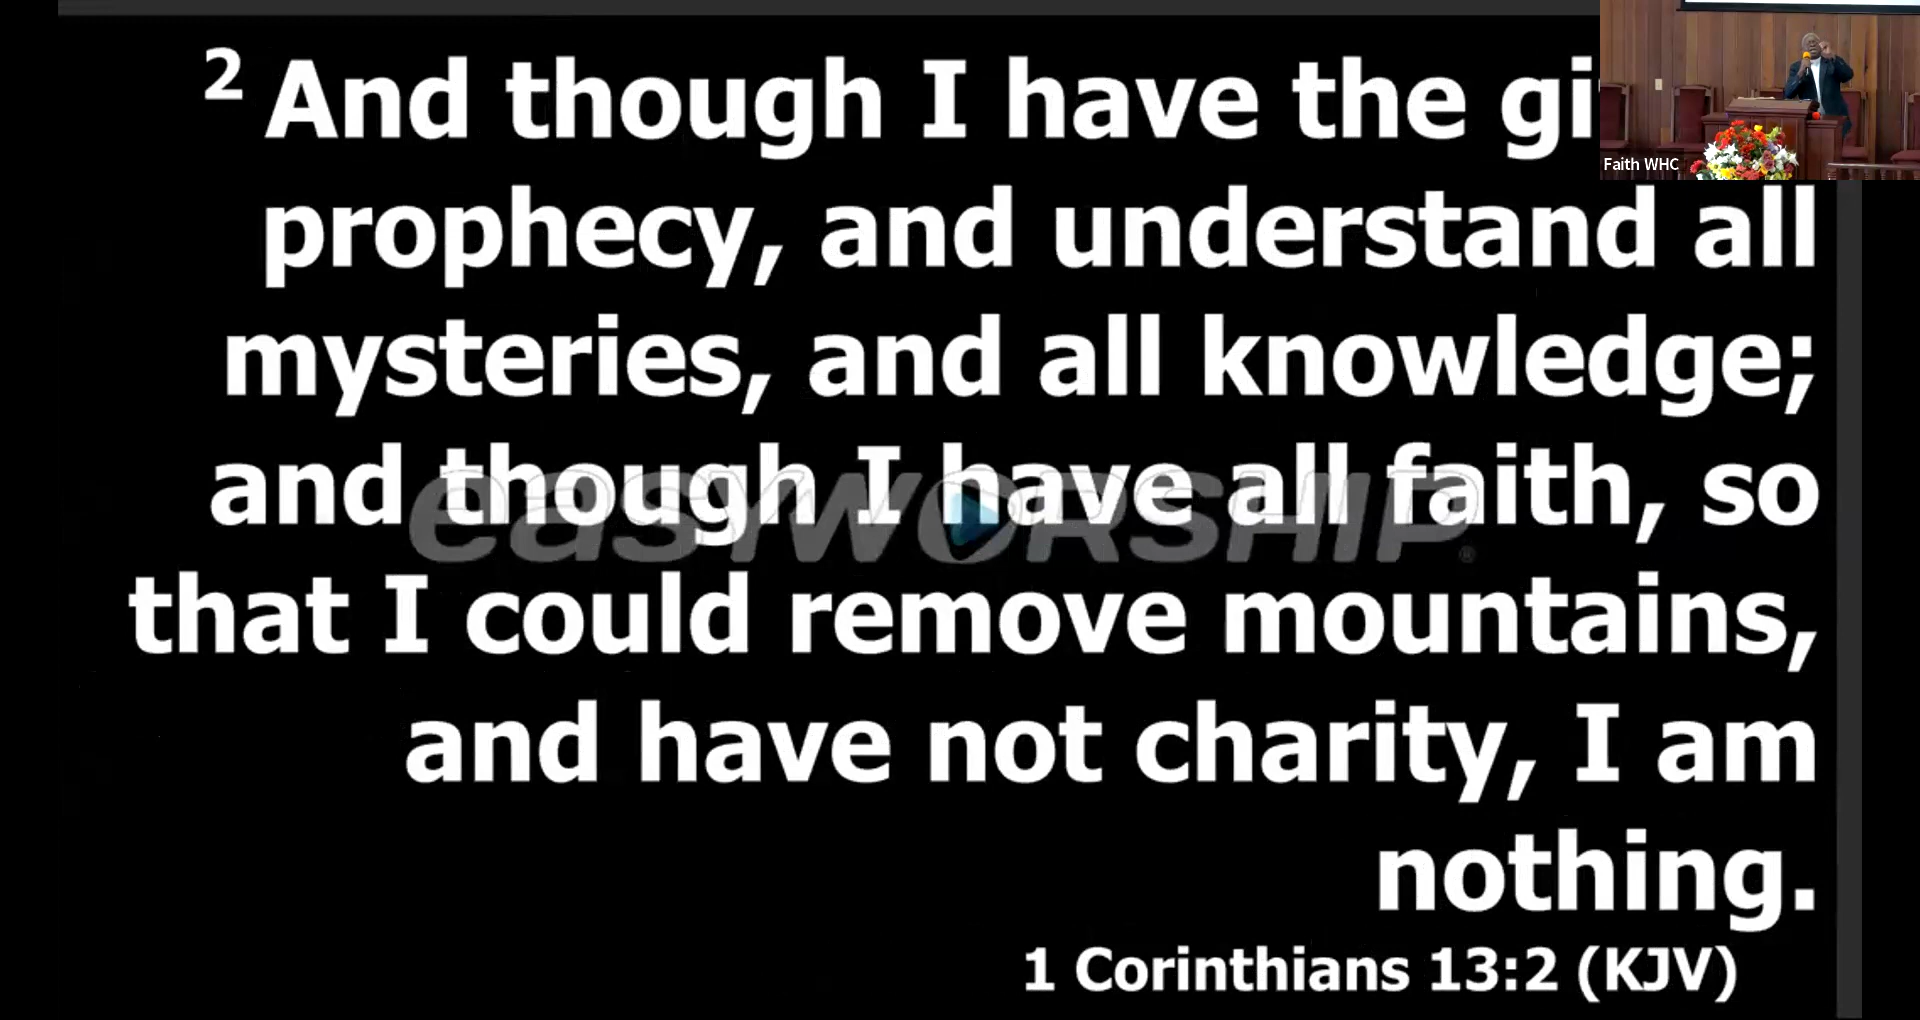 2 And though I have the gi
prophecy, and understand all
mysteries, and all knowledge;
and though I have all faith, so
that I could remove mountains,
and have not charity, I am
nothing.
1 Corinthians 13:2 (KJV)
easyWORSHIP®
Faith WHC